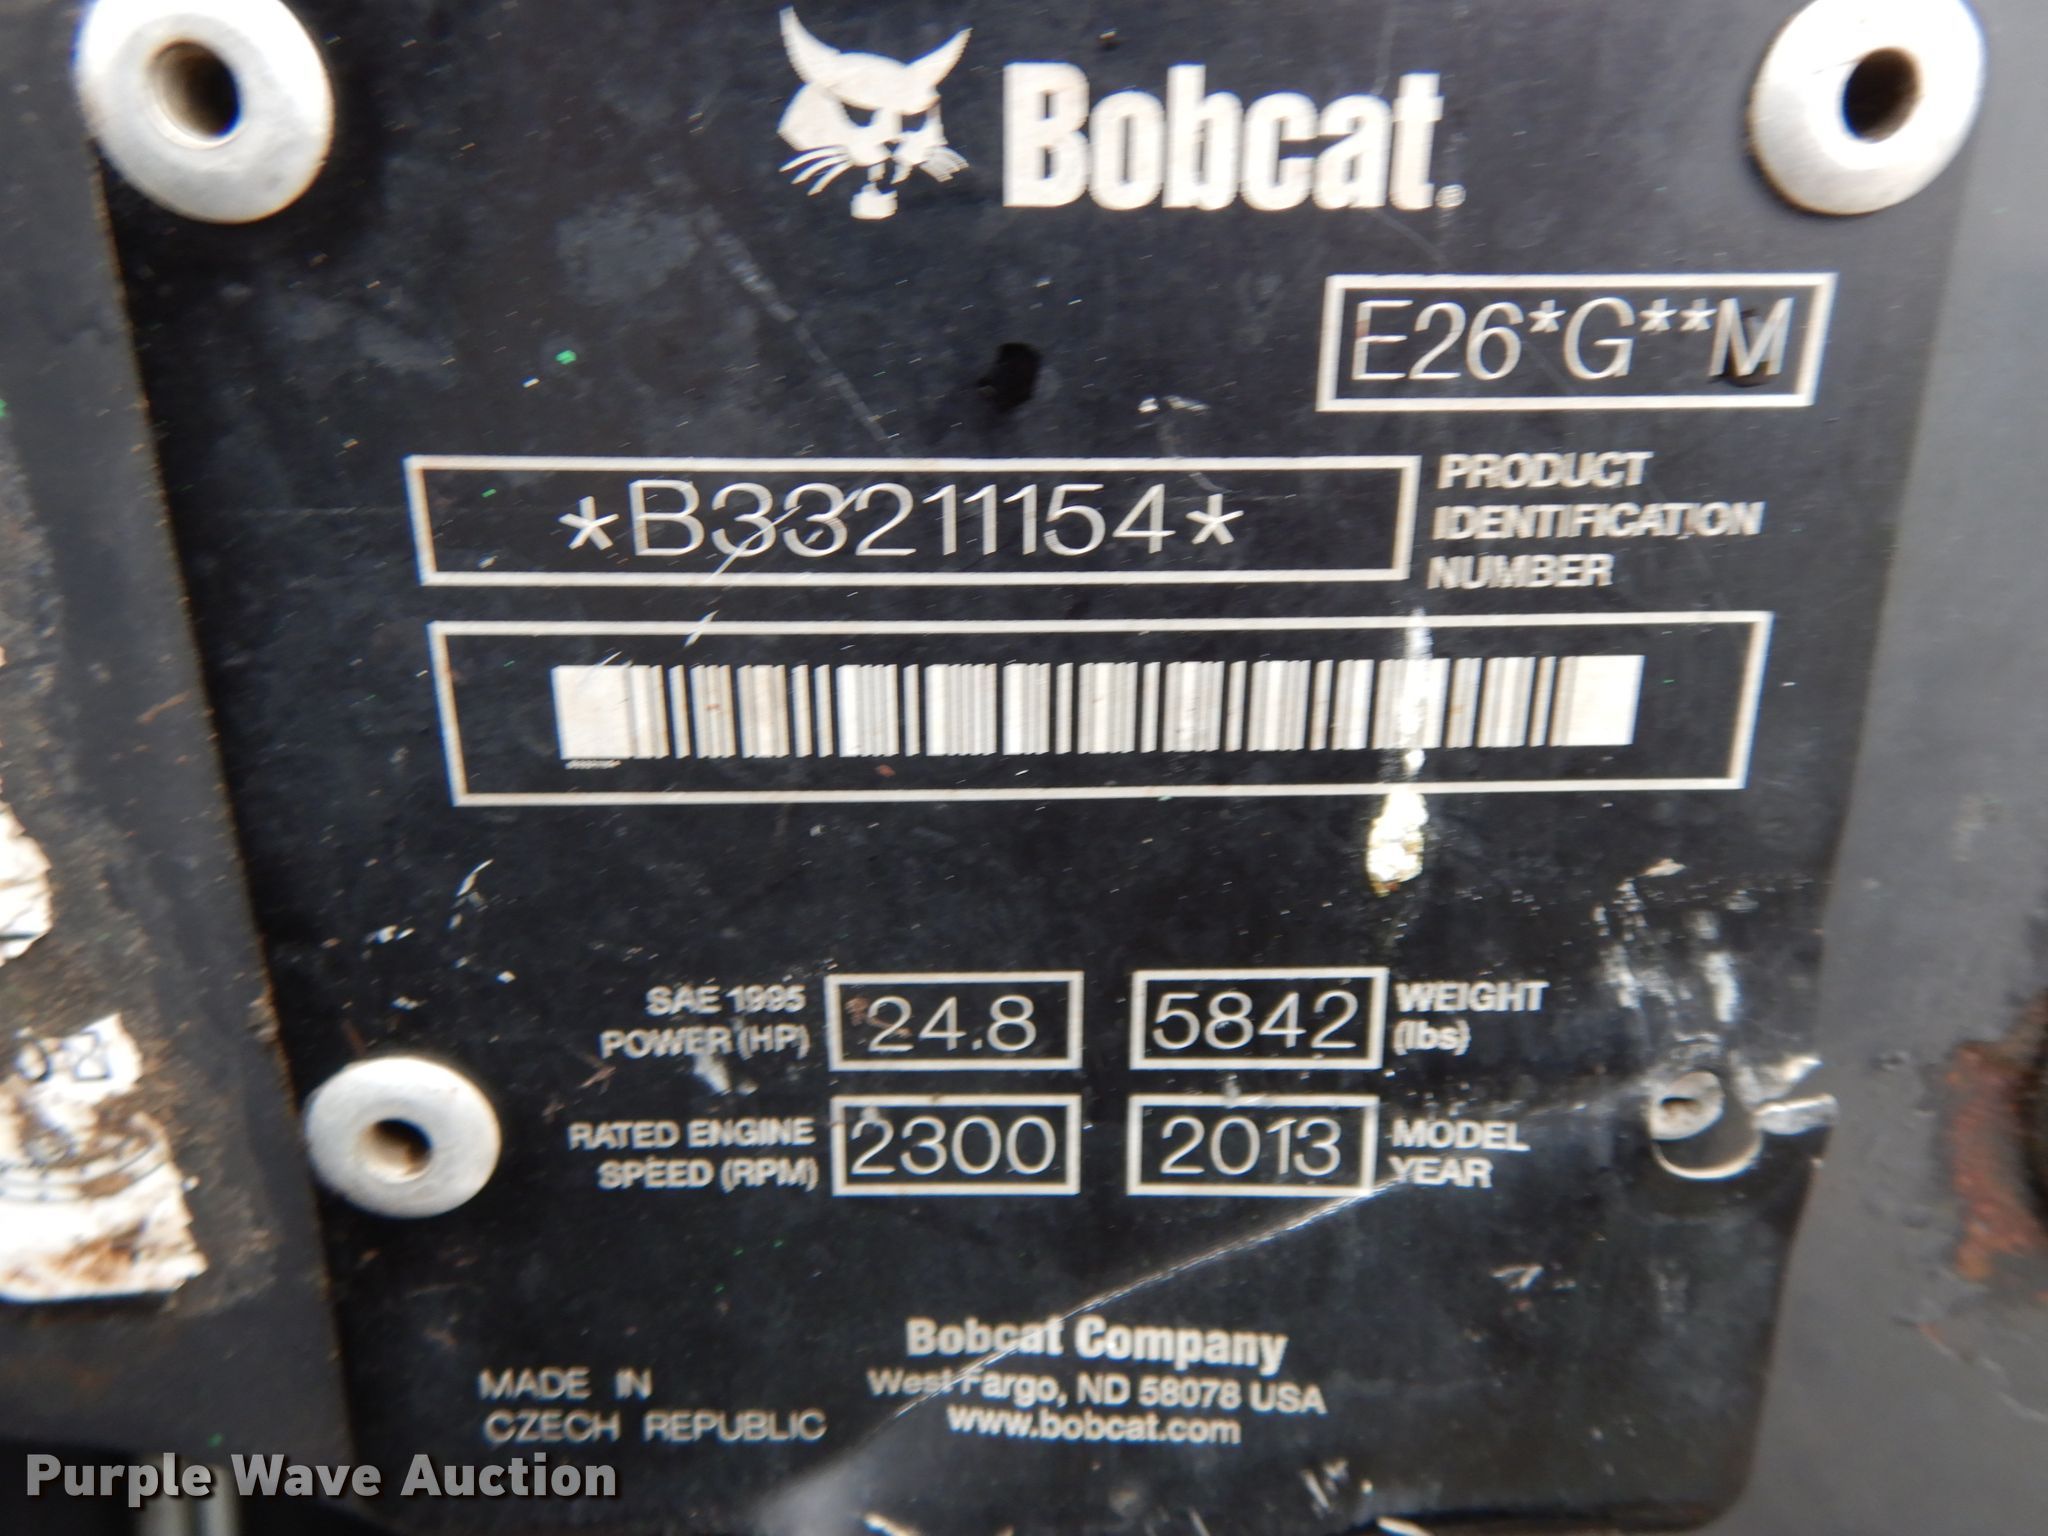 Bobcat®
E26*G**M
*B33211154*
PRODUCT
IDENTIFICATION
NUMBER
SAE 1995
POWER (HP)
24.8
5842
WEIGHT
(lbs)
RATED ENGINE
SPEED (RPM)
2300
2013
MODEL
YEAR
Bobcat Company
West Fargo, ND 58078 USA
www.bobcat.com
MADE IN
CZECH REPUBLIC
Purple Wave Auction